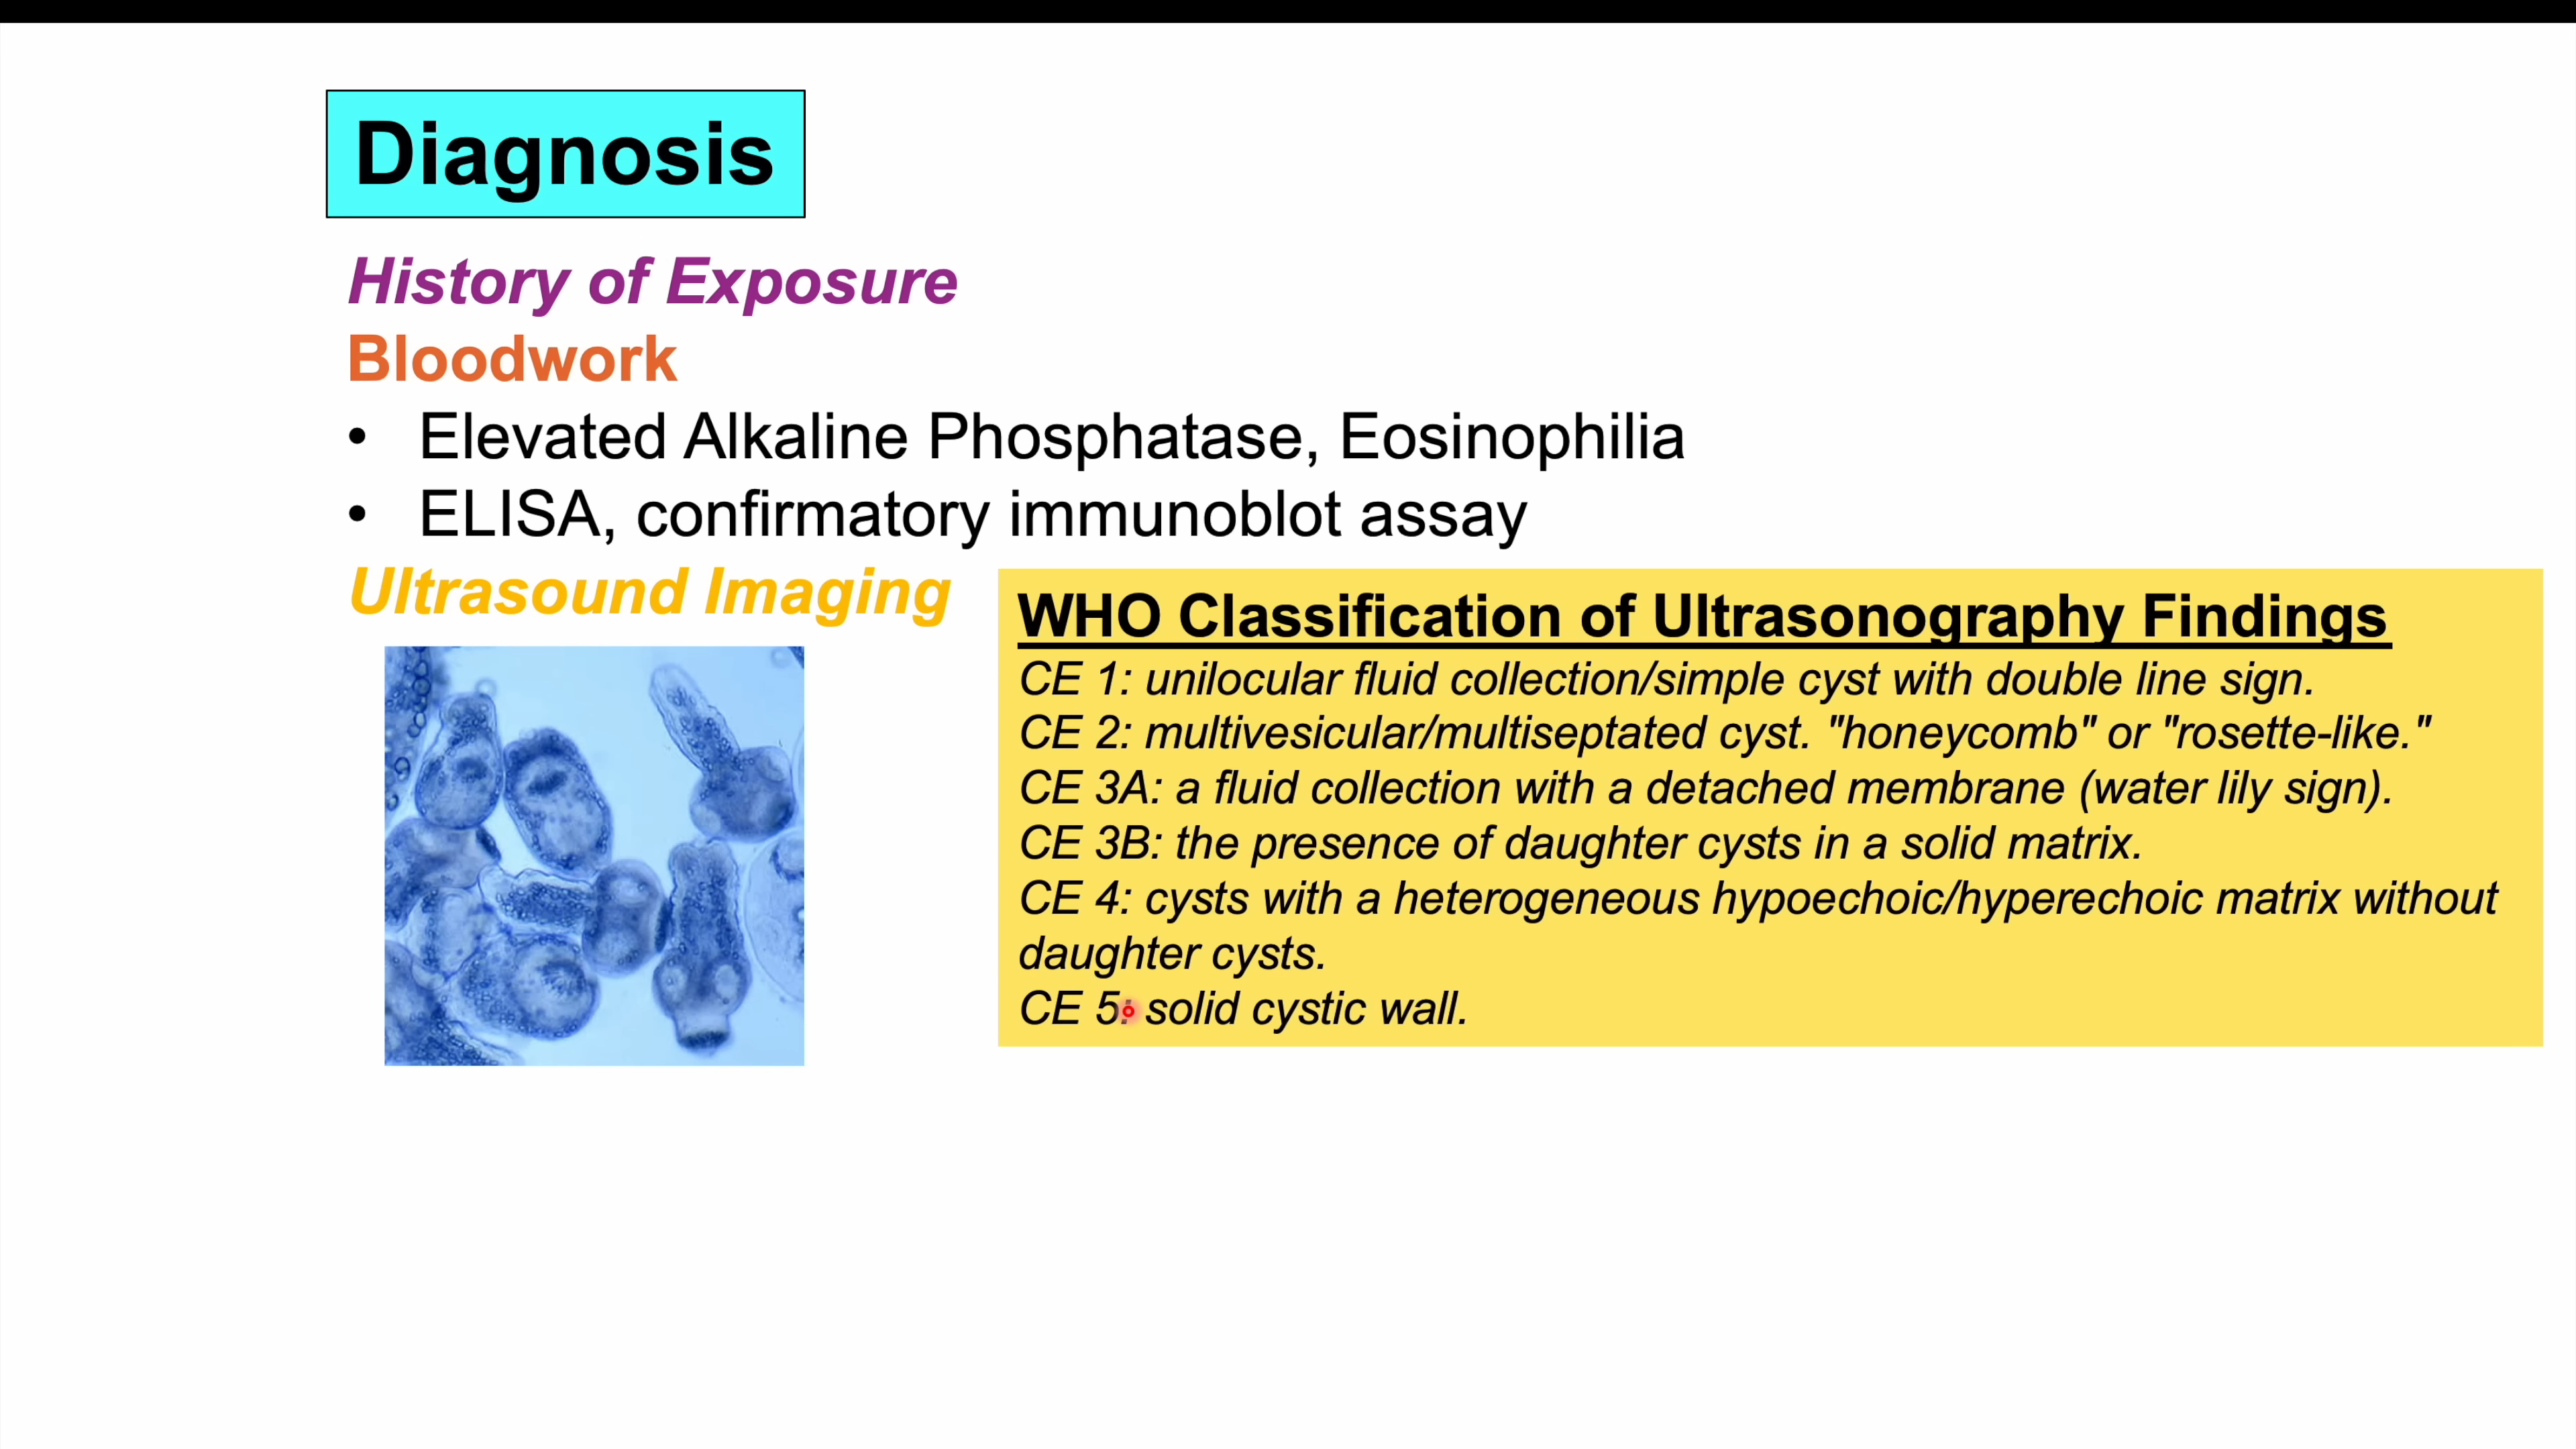 Diagnosis
History of Exposure
Bloodwork
• Elevated Alkaline Phosphatase, Eosinophilia
• ELISA, confirmatory immunoblot assay
Ultrasound Imaging
WHO Classification of Ultrasonography Findings
CE 1: unilocular fluid collection/simple cyst with double line sign.
CE 2: multivesicular/multiseptated cyst. "honeycomb" or "rosette-like."
CE 3A: a fluid collection with a detached membrane (water lily sign).
CE 3B: the presence of daughter cysts in a solid matrix.
CE 4: cysts with a heterogeneous hypoechoic/hyperechoic matrix without
daughter cysts.
CE 5: solid cystic wall.